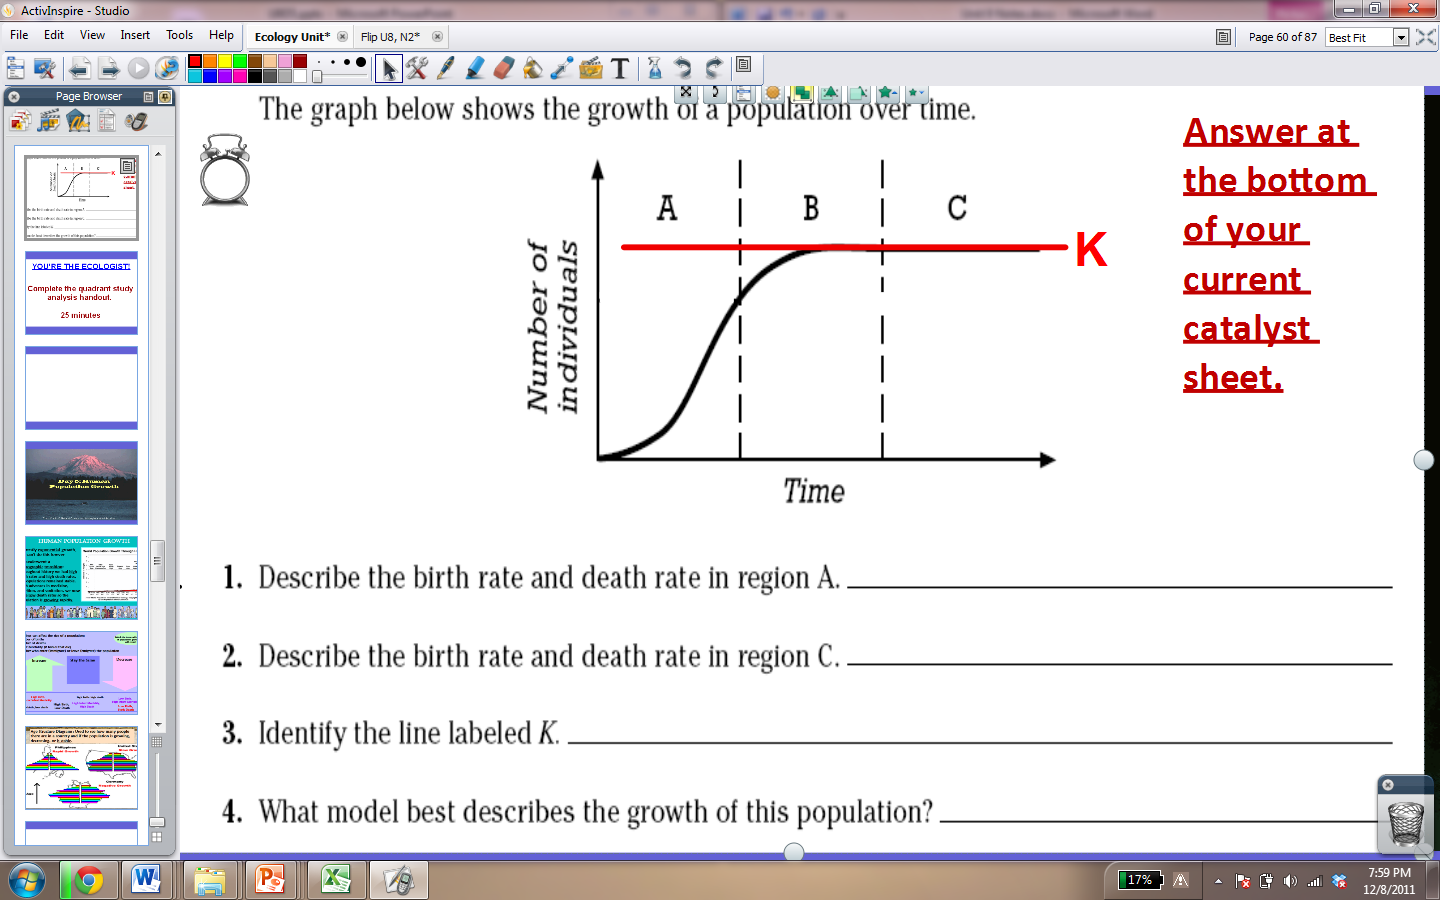 ActivInspire - Studio
File Edit View Insert Tools Help
Ecology Unit*
Flip U8, N2*
Page 60 of 87
Best Fit
Page Browser
The graph below shows the growth of a population over time.
Answer at
the bottom
of your
current
catalyst
sheet.
A B C
K
Number of
individuals
Time
1. Describe the birth rate and death rate in region A.
2. Describe the birth rate and death rate in region C.
3. Identify the line labeled K.
4. What model best describes the growth of this population?
YOU'RE THE ECOLOGIST!
Complete the quadrant study
analysis handout.
25 minutes
Population Growth
HUMAN POPULATION GROWTH
17%
7:59 PM
12/8/2011